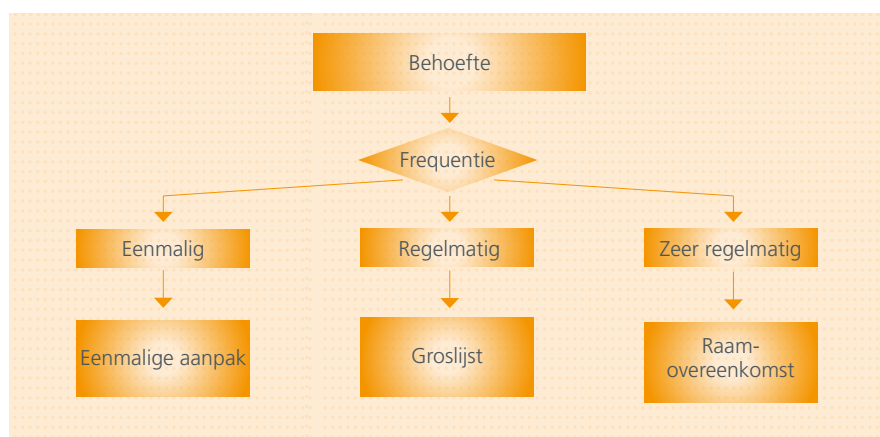 Behoefte
Frequentie
Eenmalig
Regelmatig
Zeer regelmatig
Eenmalige aanpak
Groslijst
Raam-
overeenkomst